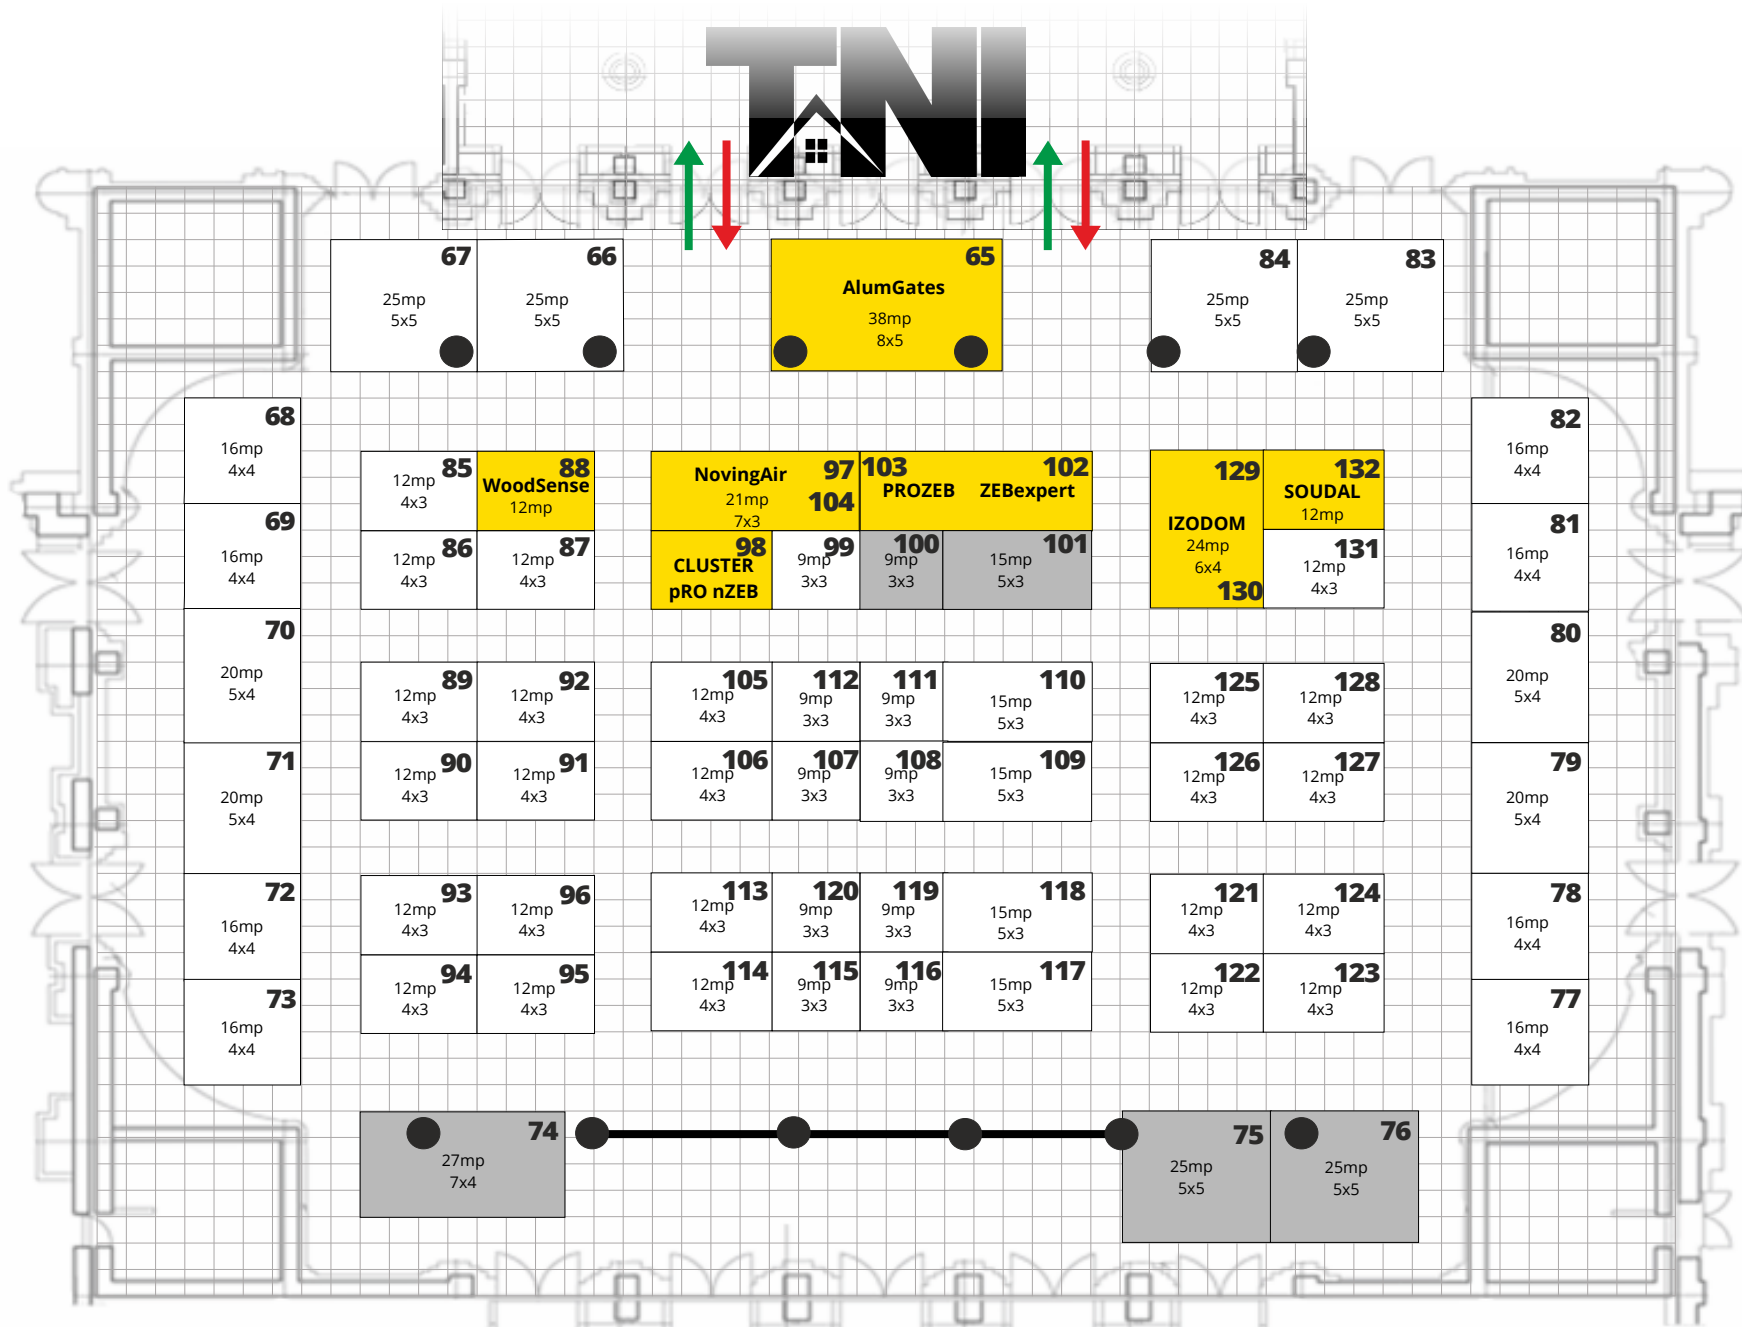 TNI
67
25mp
5x5
66
25mp
5x5
65
AlumGates
38mp
8x5
84
25mp
5x5
83
25mp
5x5
68
16mp
4x4
69
16mp
4x4
70
20mp
5x4
71
20mp
5x4
72
16mp
4x4
73
16mp
4x4
85
12mp
4x3
88
WoodSense
12mp
86
12mp
4x3
87
12mp
4x3
97
NovingAir
104
21mp
7x3
103
PROZEB
102
ZEBexpert
98
CLUSTER
pRO nZEB
99
9mp
3x3
100
9mp
3x3
101
15mp
5x3
129
IZODOM
24mp
6x4
130
132
SOUDAL
12mp
131
12mp
4x3
89
12mp
4x3
92
12mp
4x3
90
12mp
4x3
91
12mp
4x3
105
12mp
4x3
112
9mp
3x3
111
9mp
3x3
110
15mp
5x3
106
12mp
4x3
107
9mp
3x3
108
9mp
3x3
109
15mp
5x3
125
12mp
4x3
128
12mp
4x3
126
12mp
4x3
127
12mp
4x3
93
12mp
4x3
96
12mp
4x3
94
12mp
4x3
95
12mp
4x3
113
12mp
4x3
120
9mp
3x3
119
9mp
3x3
118
15mp
5x3
114
12mp
4x3
115
9mp
3x3
116
9mp
3x3
117
15mp
5x3
121
12mp
4x3
124
12mp
4x3
122
12mp
4x3
123
12mp
4x3
82
16mp
4x4
81
16mp
4x4
80
20mp
5x4
79
20mp
5x4
78
16mp
4x4
77
16mp
4x4
74
27mp
7x4
75
25mp
5x5
76
25mp
5x5